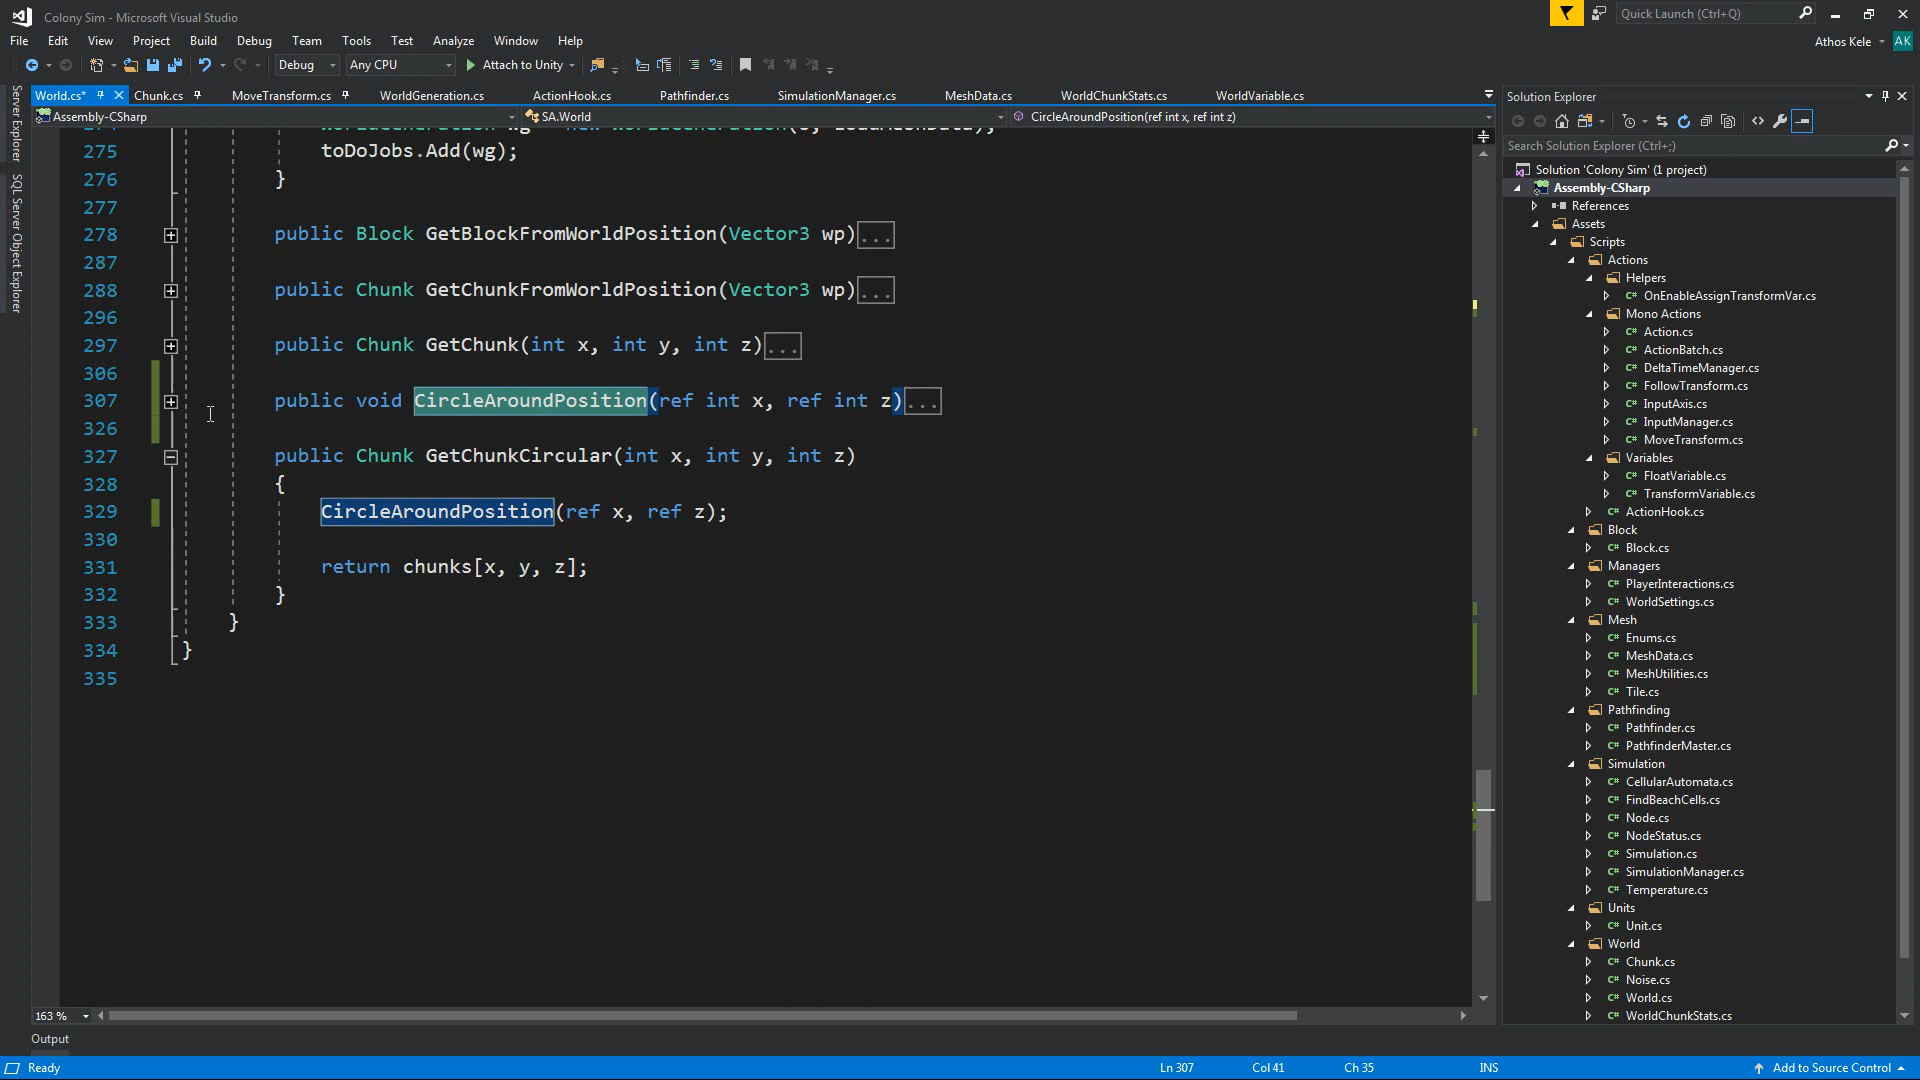 Colony Sim - Microsoft Visual Studio
Quick Launch (Ctrl+Q)
File Edit View Project Build Debug Team Tools Test Analyze Window Help
Athos Kele AK
Debug Any CPU Attach to Unity
World.cs* Chunk.cs MoveTransform.cs WorldGeneration.cs ActionHook.cs Pathfinder.cs SimulationManager.cs MeshData.cs WorldChunkStats.cs WorldVariable.cs
Assembly-CSharp SA.World CircleAroundPosition(ref int x, ref int z)
Server Explorer
SQL Server Object Explorer
275 toDoJobs.Add(wg);
276 }
277
278 public Block GetBlockFromWorldPosition(Vector3 wp)...
287
288 public Chunk GetChunkFromWorldPosition(Vector3 wp)...
296
297 public Chunk GetChunk(int x, int y, int z)...
306
307 public void CircleAroundPosition(ref int x, ref int z)...
326
327 public Chunk GetChunkCircular(int x, int y, int z)
328 {
329 CircleAroundPosition(ref x, ref z);
330
331 return chunks[x, y, z];
332 }
333 }
334 }
335
163 %
Output
Ready
Ln 307 Col 41 Ch 35 INS
Add to Source Control
Solution Explorer
Search Solution Explorer (Ctrl+;)
Solution 'Colony Sim' (1 project)
Assembly-CSharp
References
Assets
Scripts
Actions
Helpers
C# OnEnableAssignTransformVar.cs
Mono Actions
C# Action.cs
C# ActionBatch.cs
C# DeltaTimeManager.cs
C# FollowTransform.cs
C# InputAxis.cs
C# InputManager.cs
C# MoveTransform.cs
Variables
C# FloatVariable.cs
C# TransformVariable.cs
C# ActionHook.cs
Block
C# Block.cs
Managers
C# PlayerInteractions.cs
C# WorldSettings.cs
Mesh
C# Enums.cs
C# MeshData.cs
C# MeshUtilities.cs
C# Tile.cs
Pathfinding
C# Pathfinder.cs
C# PathfinderMaster.cs
Simulation
C# CellularAutomata.cs
C# FindBeachCells.cs
C# Node.cs
C# NodeStatus.cs
C# Simulation.cs
C# SimulationManager.cs
C# Temperature.cs
Units
C# Unit.cs
World
C# Chunk.cs
C# Noise.cs
C# World.cs
C# WorldChunkStats.cs